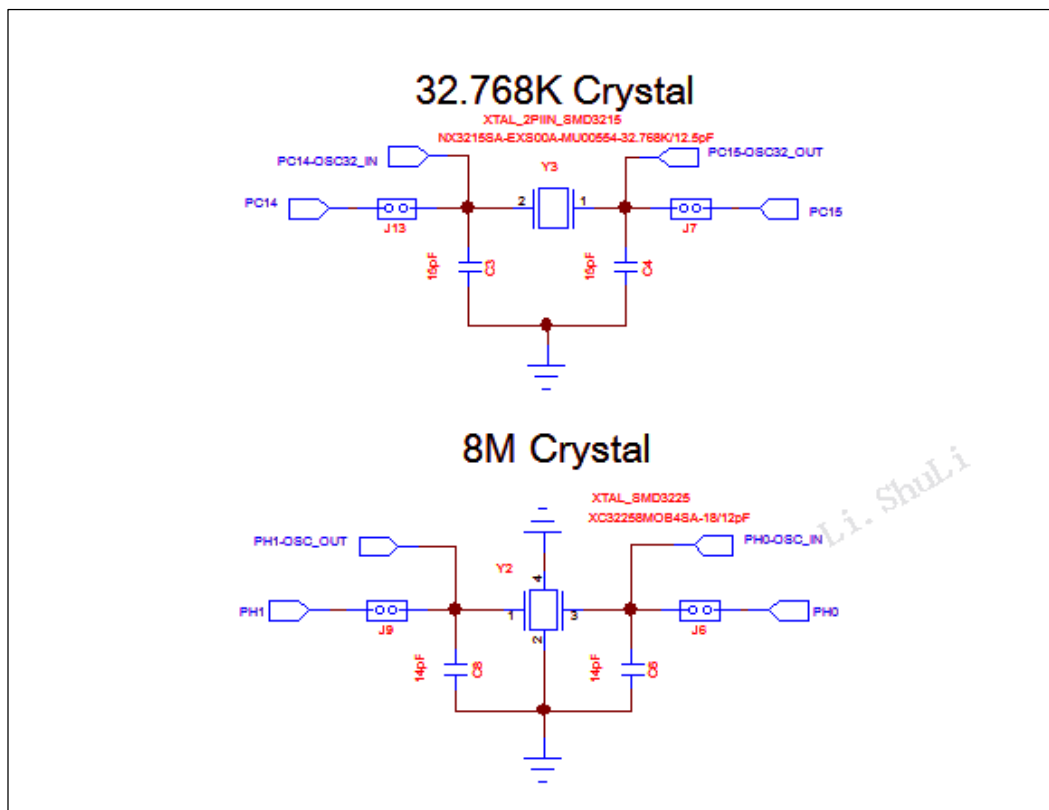 32.768K Crystal
XTAL_2PIIN_SMD3215
NX3215SA-EXS00A-MU00554-32.768K/12.5pF
PC14-OSC32_IN
PC15-OSC32_OUT
Y3
PC14
2
1
PC15
J13
J7
15pF
C3
15pF
C4
8M Crystal
XTAL_SMD3225
XC32258MOB4SA-18/12pF
Li.ShuLi
PH1-OSC_OUT
PH0-OSC_IN
Y2
4
PH1
1
3
PH0
J9
2
J6
14pF
14pF